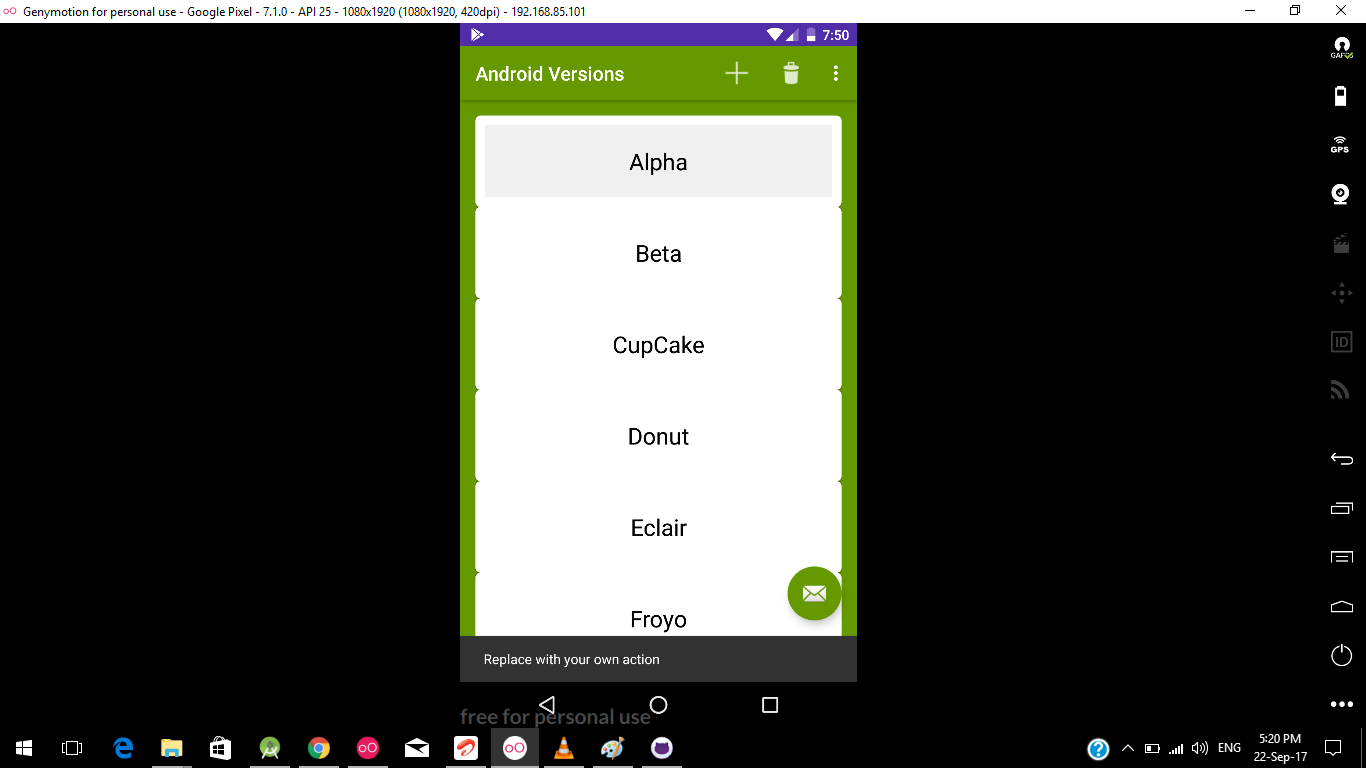 Genymotion for personal use - Google Pixel - 7.1.0 - API 25 - 1080x1920 (1080x1920, 420dpi) - 192.168.85.101
7:50
Android Versions
Alpha
Beta
CupCake
Donut
Eclair
Froyo
Replace with your own action
free for personal use
GAPPS
GPS
ID
ENG
5:20 PM
22-Sep-17